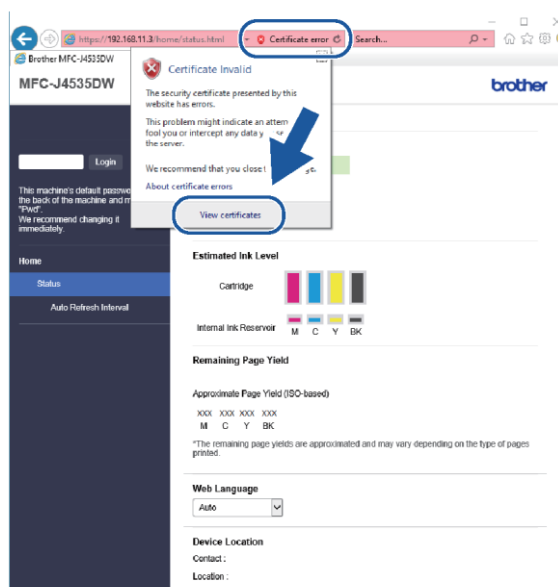 https://192.168.11.3/home/status.html
Certificate error
Search...
Brother MFC-J4535DW
MFC-J4535DW
brother
Certificate Invalid
The security certificate presented by this
website has errors.
This problem might indicate an
fool you or intercept any data
the server.
We recommend that you close
About certificate errors
View certificates
Login
This machine's default
the back of the machine and
"Pwd".
We recommend changing it
immediately.
Home
Status
Auto Refresh Interval
Estimated Ink Level
Cartridge
Internal Ink Reservoir
M C Y BK
Remaining Page Yield
Approximate Page Yield (ISO-based)
XXX XXX XXX XXX
M C Y BK
*The remaining page yields are approximated and may vary depending on the type of pages
printed.
Web Language
Auto
Device Location
Contact :
Location :